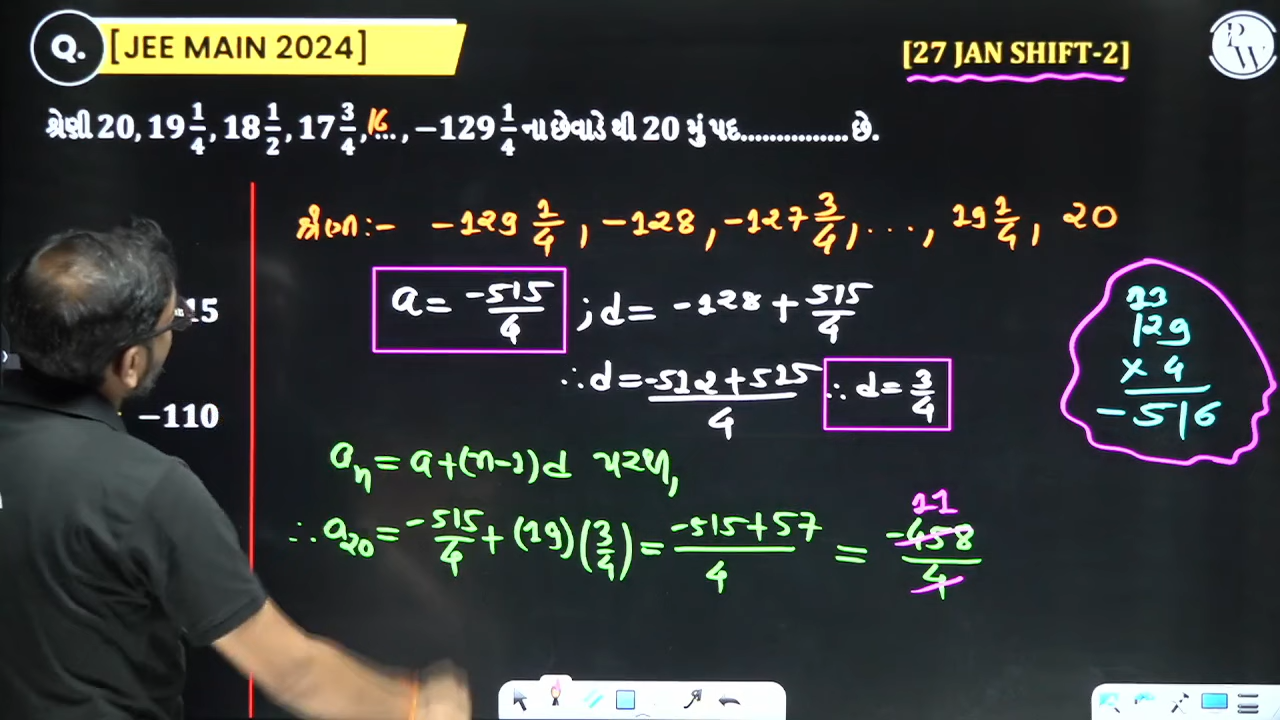 Q. [JEE MAIN 2024]
[27 JAN SHIFT-2]
PW
શ્રેણી 20, 19 1/4, 18 1/2, 17 3/4, 16 ..., −129 1/4 ના છેવાડે થી 20 મું પદ................ છે.
શ્રેણી:- -129 1/4, -128, -127 3/4, ..., 19 1/4, 20
a = -515/4 ; d = -128 + 515/4
∴ d = -512+515/4 ∴ d = 3/4
aₙ = a+(n-1)d પરથી,
∴ a₂₀ = -515/4 + (19)(3/4) = -515+57/4 = -458/4
11
15
−110
13
129
× 4
-516